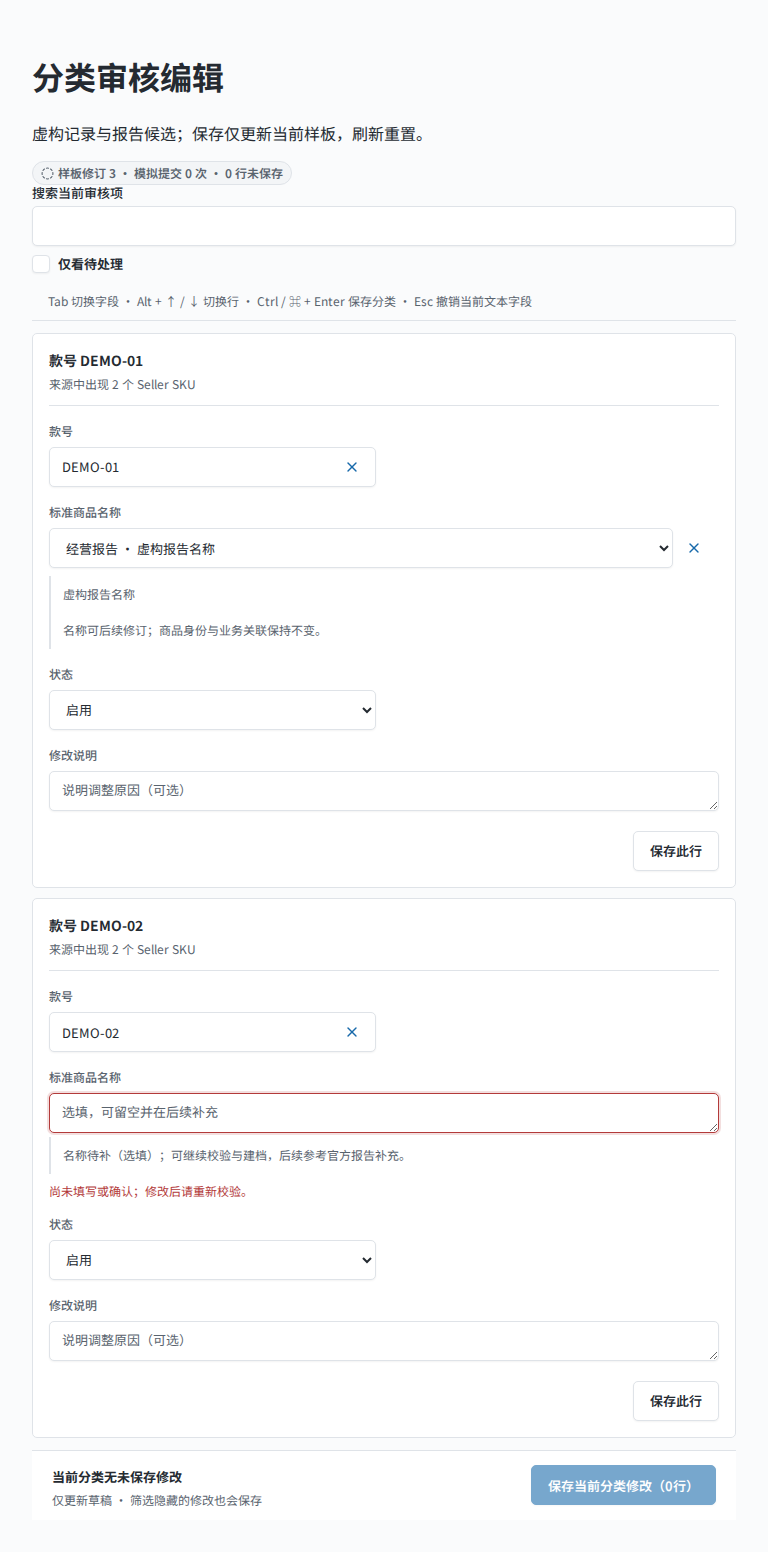 分类审核编辑
虚构记录与报告候选；保存仅更新当前样板，刷新重置。
样板修订 3 · 模拟提交 0 次 · 0 行未保存
搜索当前审核项
仅看待处理
Tab 切换字段 · Alt + ↑ / ↓ 切换行 · Ctrl / ⌘ + Enter 保存分类 · Esc 撤销当前文本字段
款号 DEMO-01
来源中出现 2 个 Seller SKU
款号
DEMO-01
标准商品名称
经营报告 · 虚构报告名称
虚构报告名称
名称可后续修订；商品身份与业务关联保持不变。
状态
启用
修改说明
说明调整原因（可选）
保存此行
款号 DEMO-02
来源中出现 2 个 Seller SKU
款号
DEMO-02
标准商品名称
选填，可留空并在后续补充
名称待补（选填）；可继续校验与建档，后续参考官方报告补充。
尚未填写或确认；修改后请重新校验。
状态
启用
修改说明
说明调整原因（可选）
保存此行
当前分类无未保存修改
仅更新草稿 · 筛选隐藏的修改也会保存
保存当前分类修改（0行）